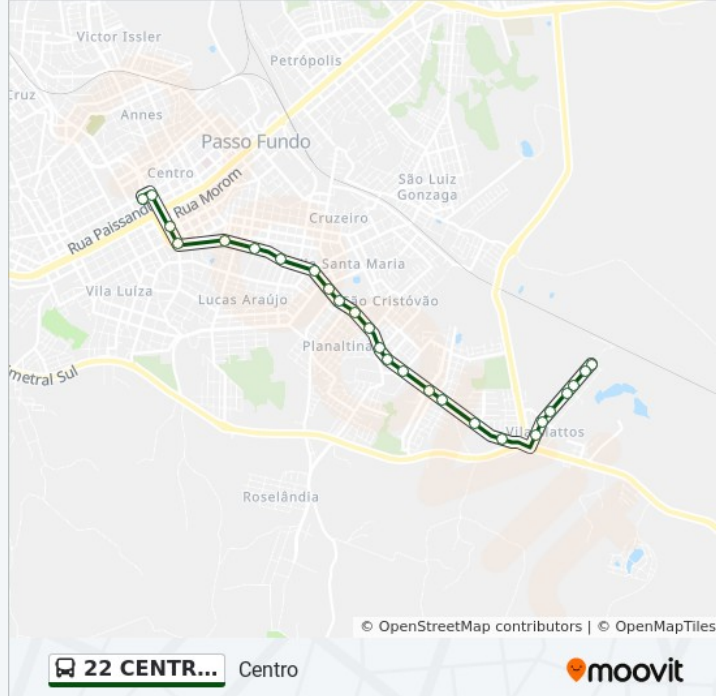 Victor Issler
Petrópolis
Cruz
Annes
Passo Fundo
Centro
São Luiz
Gonzaga
Rua Morom
Cruzeiro
Rua Paissandu
Santa Maria
Vila Luíza
Lucas Araújo
São Cristóvão
Planaltina
metral Sul
Vila Mattos
Roselândia
© OpenStreetMap contributors | © OpenMapTiles
22 CENTR...
Centro
moovit